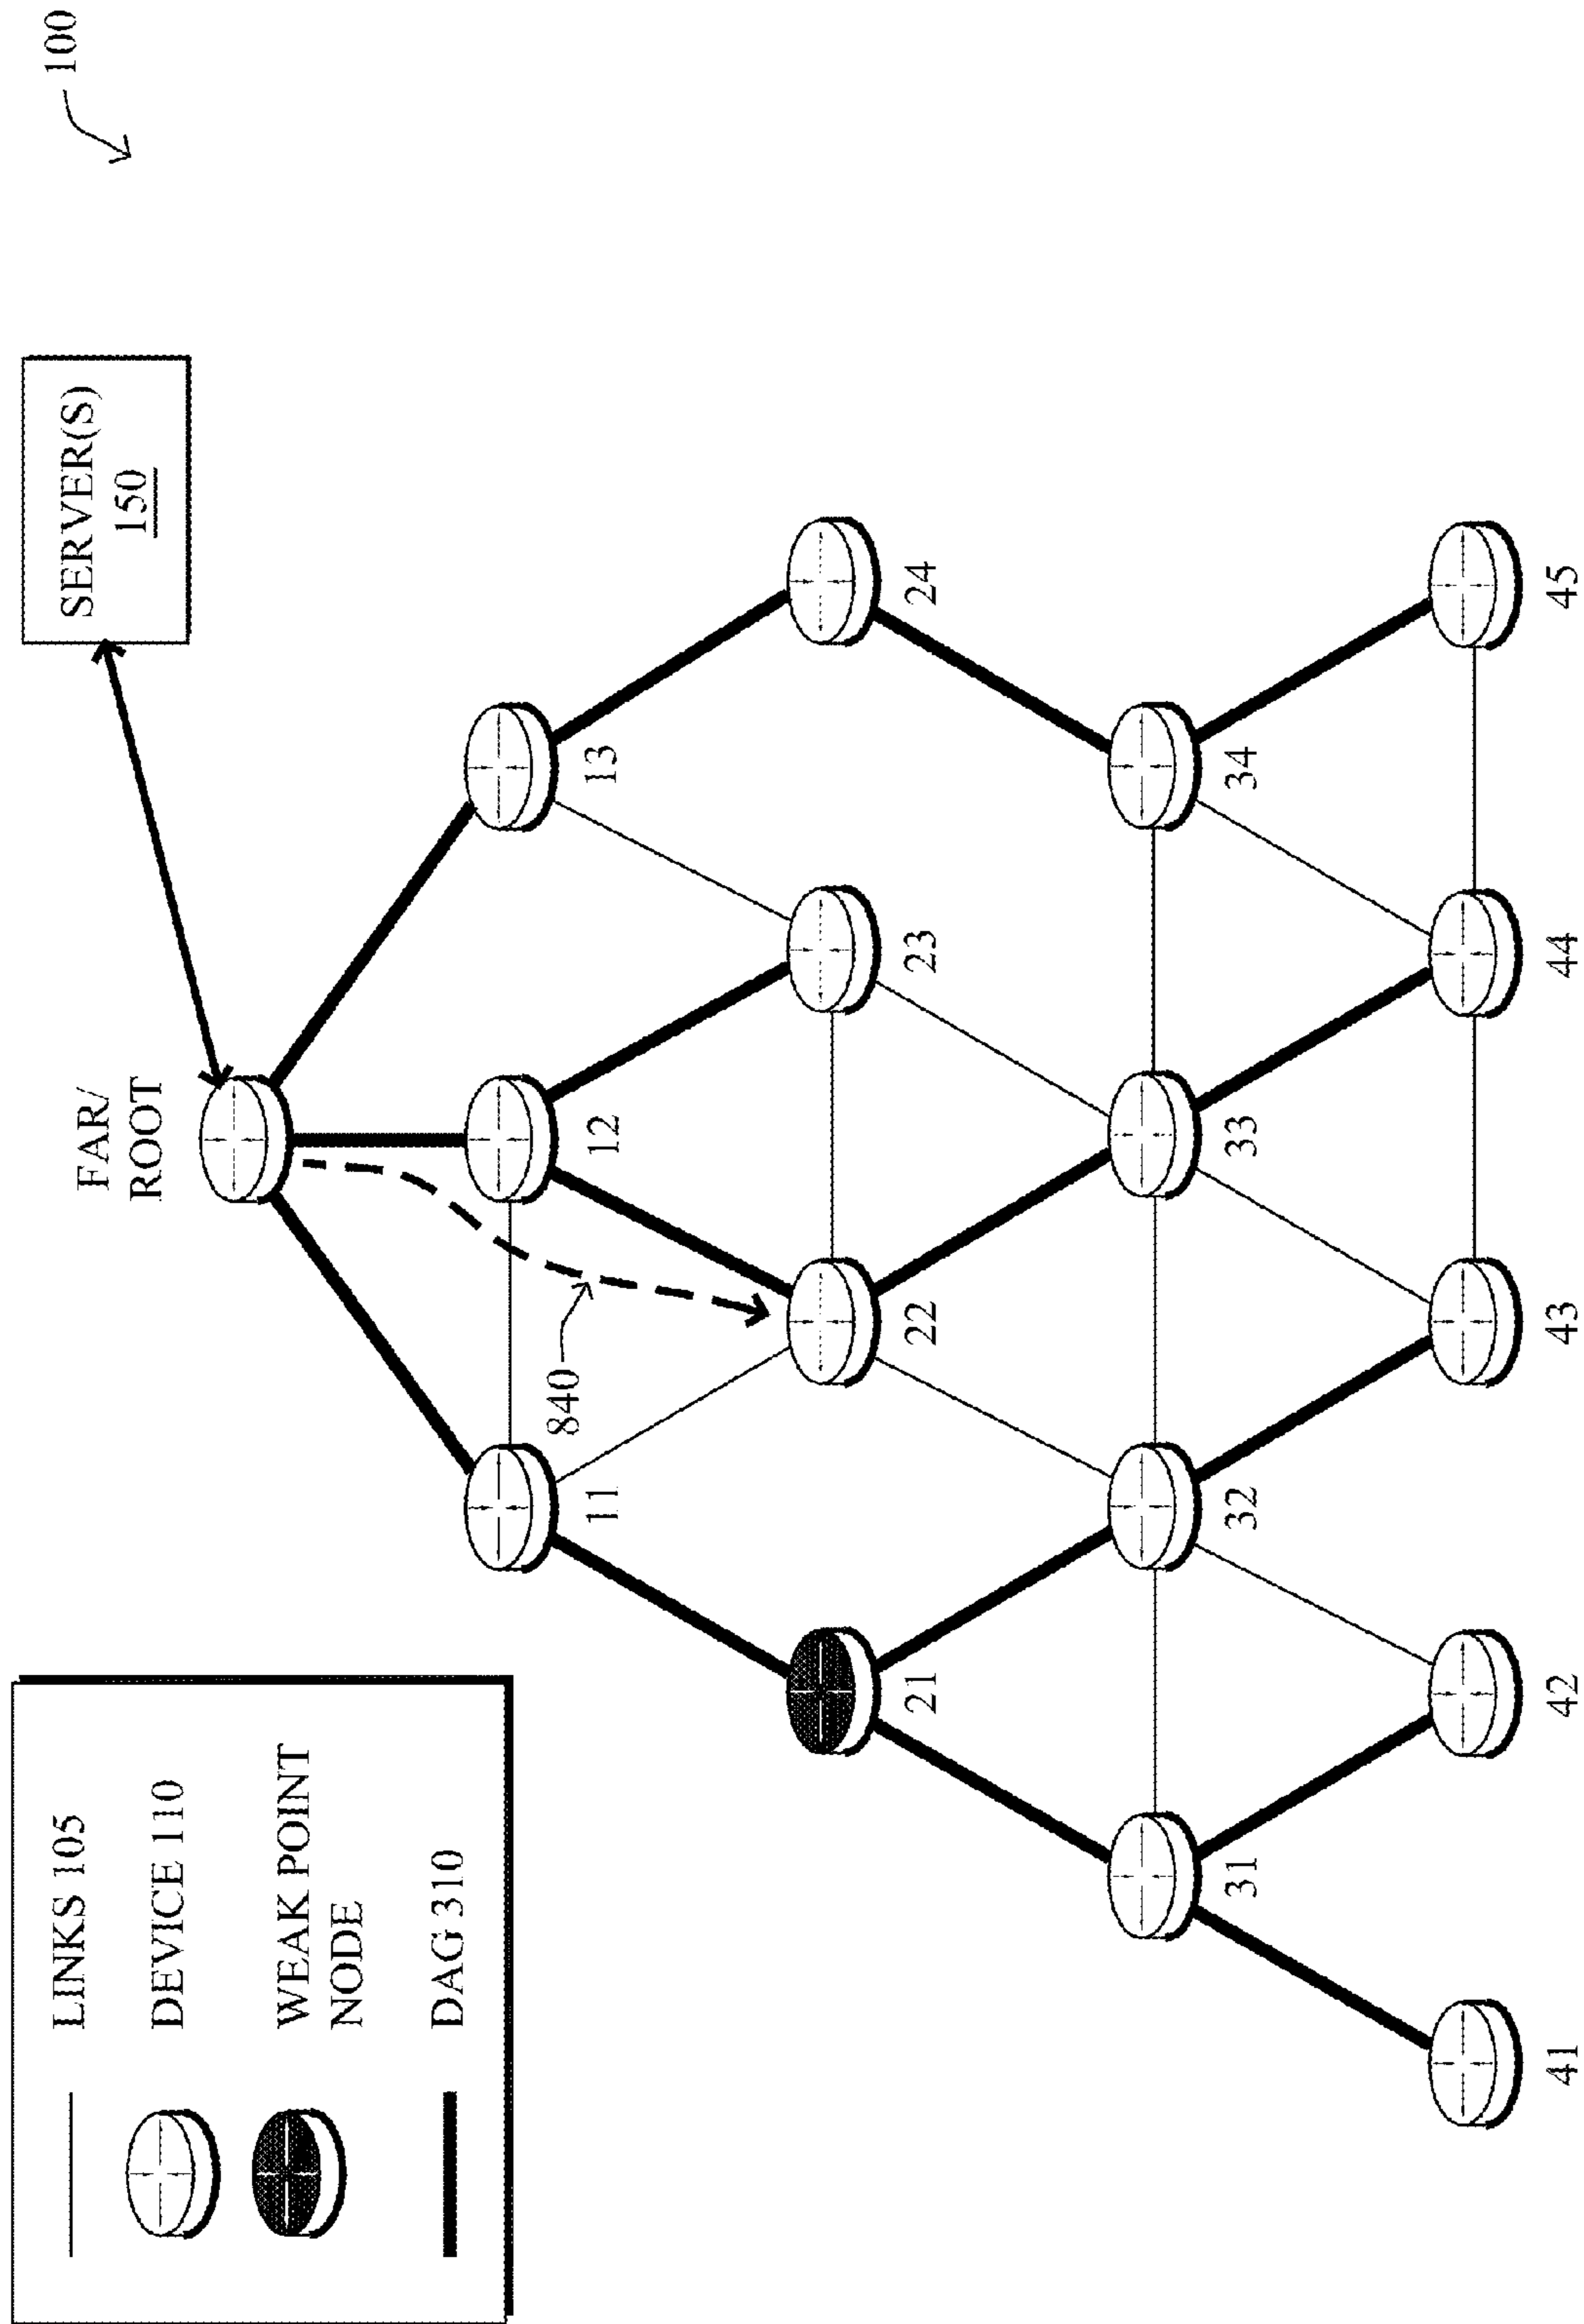 LINKS 105
DEVICE 110
WEAK POINT
NODE
DAG 310
100
SERVER(S)
150
FAR/
ROOT
11
12
13
840
21
22
23
24
31
32
33
34
41
42
43
44
45